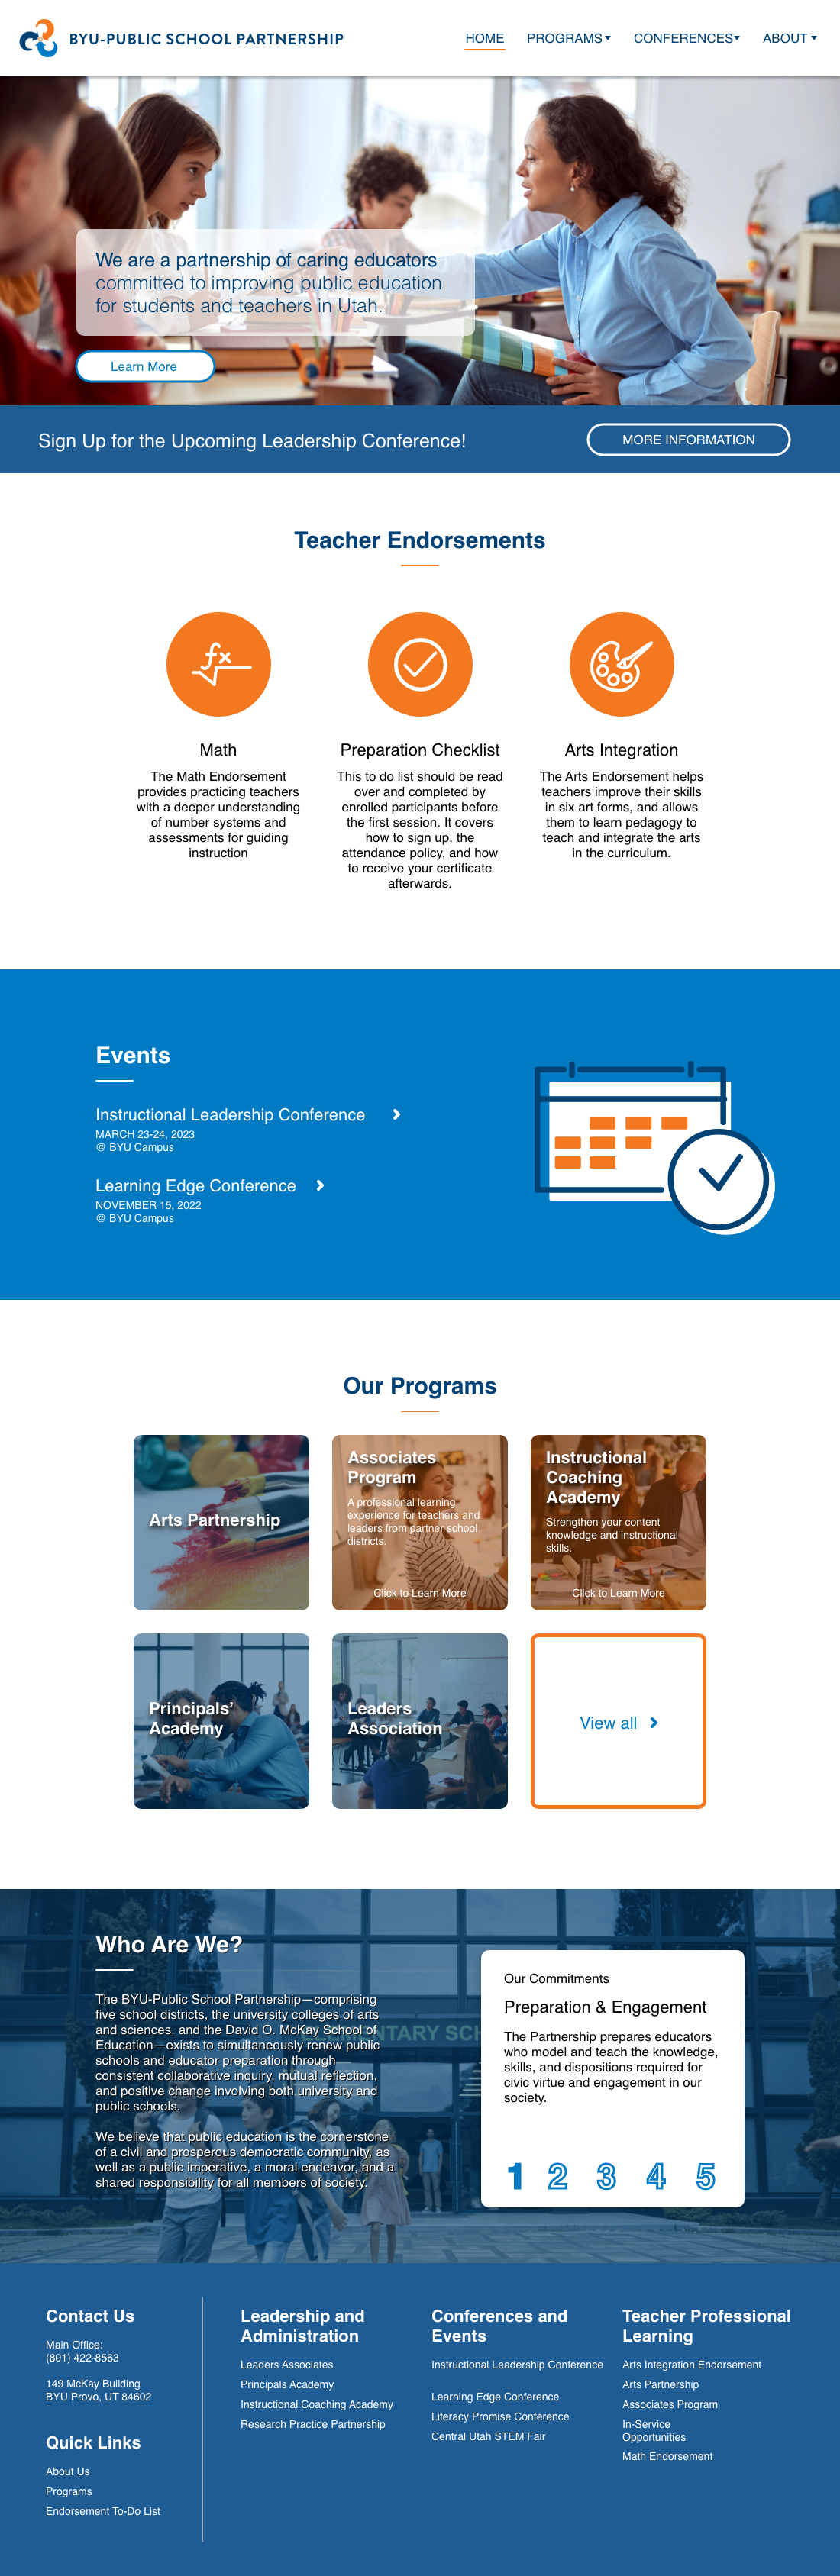 BYU-PUBLIC SCHOOL PARTNERSHIP
HOME PROGRAMS CONFERENCES ABOUT
We are a partnership of caring educators
committed to improving public education
for students and teachers in Utah.
Learn More
Sign Up for the Upcoming Leadership Conference!
MORE INFORMATION
Teacher Endorsements
fx
Math
The Math Endorsement
provides practicing teachers
with a deeper understanding
of number systems and
assessments for guiding
instruction
Preparation Checklist
This to do list should be read
over and completed by
enrolled participants before
the first session. It covers
how to sign up, the
attendance policy, and how
to receive your certificate
afterwards.
Arts Integration
The Arts Endorsement helps
teachers improve their skills
in six art forms, and allows
them to learn pedagogy to
teach and integrate the arts
in the curriculum.
Events
Instructional Leadership Conference
MARCH 23-24, 2023
@ BYU Campus
Learning Edge Conference
NOVEMBER 15, 2022
@ BYU Campus
Our Programs
Arts Partnership
Associates
Program
A professional learning
experience for teachers and
leaders from partner school
districts.
Click to Learn More
Instructional
Coaching
Academy
Strengthen your content
knowledge and instructional
skills.
Click to Learn More
Principals’
Academy
Leaders
Association
View all
Who Are We?
The BYU-Public School Partnership—comprising
five school districts, the university colleges of arts
and sciences, and the David O. McKay School of
Education—exists to simultaneously renew public
schools and educator preparation through
consistent collaborative inquiry, mutual reflection,
and positive change involving both university and
public schools.
We believe that public education is the cornerstone
of a civil and prosperous democratic community, as
well as a public imperative, a moral endeavor, and a
shared responsibility for all members of society.
ELEMENTARY SCH
Our Commitments
Preparation & Engagement
The Partnership prepares educators
who model and teach the knowledge,
skills, and dispositions required for
civic virtue and engagement in our
society.
1 2 3 4 5
Contact Us
Main Office:
(801) 422-8563
149 McKay Building
BYU Provo, UT 84602
Quick Links
About Us
Programs
Endorsement To-Do List
Leadership and
Administration
Leaders Associates
Principals Academy
Instructional Coaching Academy
Research Practice Partnership
Conferences and
Events
Instructional Leadership Conference
Learning Edge Conference
Literacy Promise Conference
Central Utah STEM Fair
Teacher Professional
Learning
Arts Integration Endorsement
Arts Partnership
Associates Program
In-Service
Opportunities
Math Endorsement